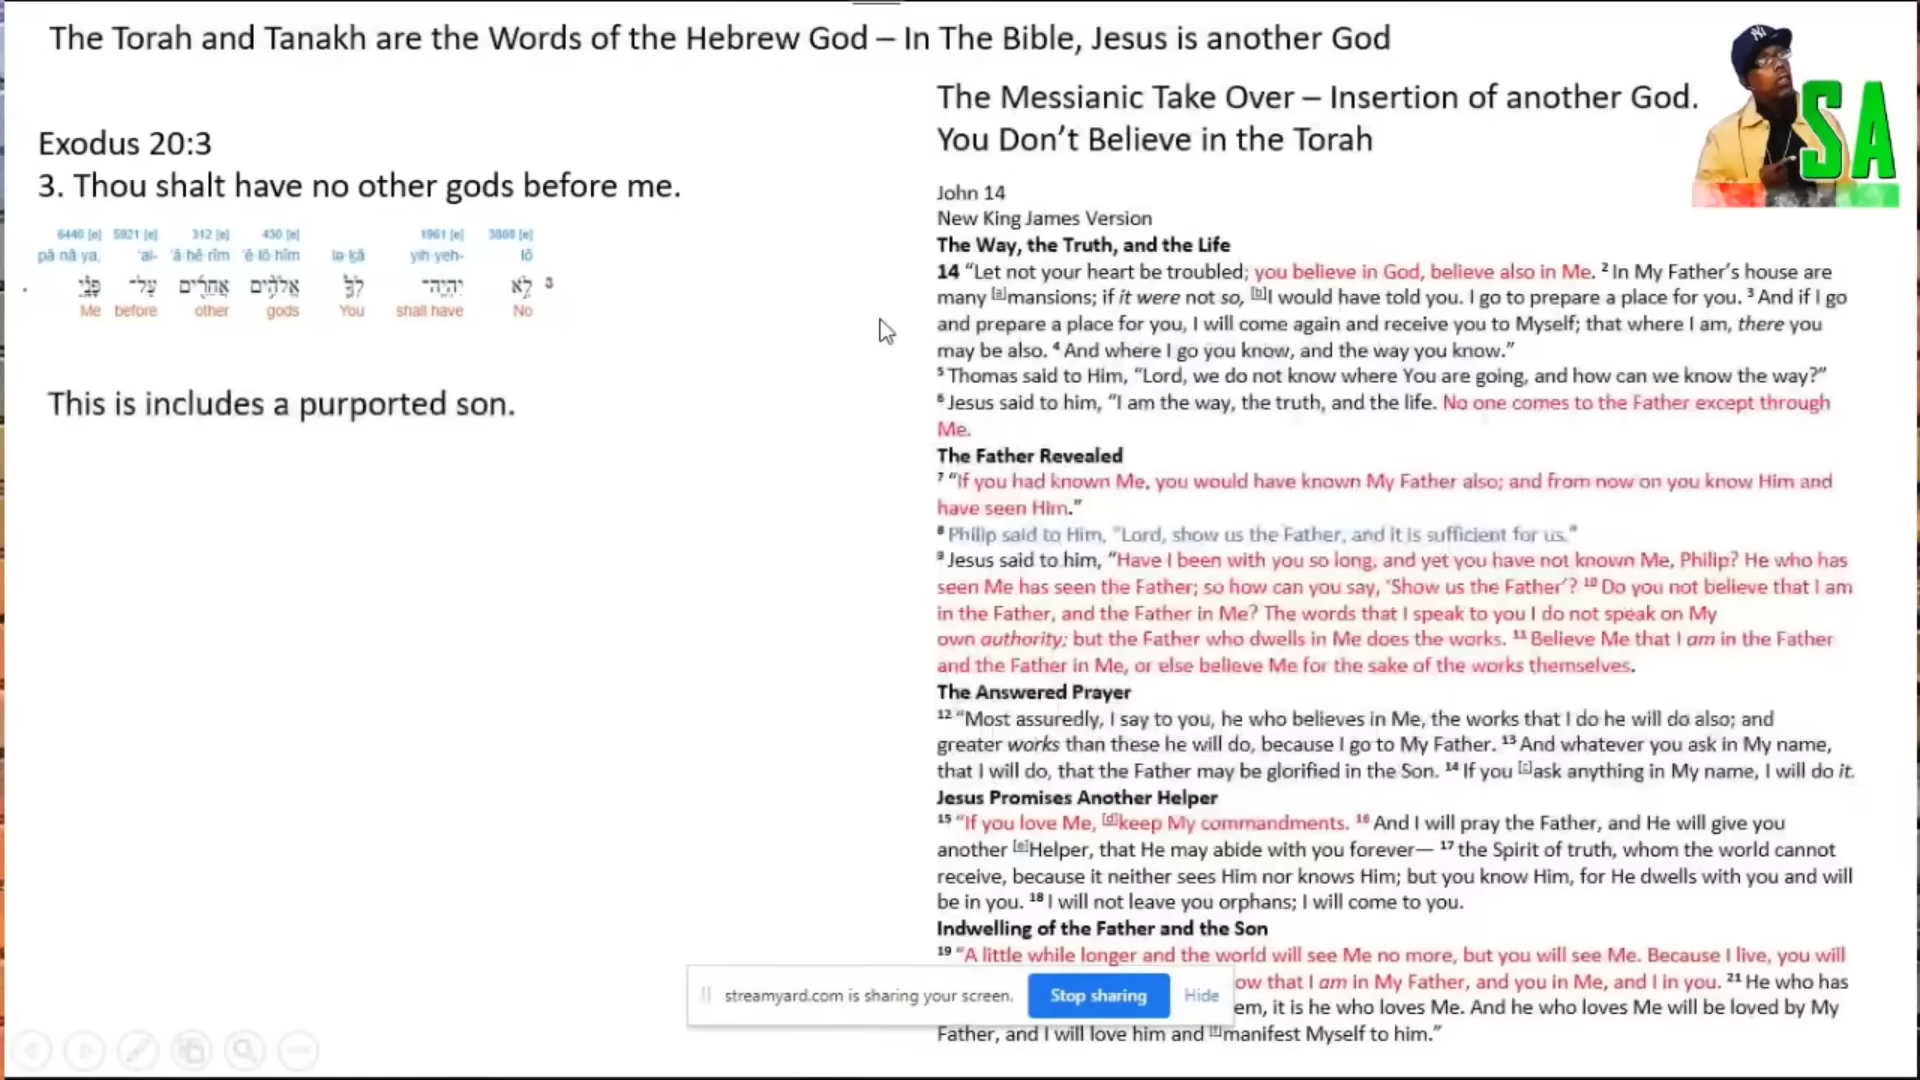 The Torah and Tanakh are the Words of the Hebrew God – In The Bible, Jesus is another God
Exodus 20:3
3. Thou shalt have no other gods before me.
6440 [e] 5921 [e] 312 [e] 430 [e] 1961 [e] 3808 [e]
pā·nā·ya, ‘al- ’ă·ḥê·rîm ’ĕ·lō·hîm lə·ḵā yih·yeh- lō
3 לֹ֣א יִהְיֶֽה־ לְךָ֛֩ אֱלֹהִ֥ים אֲחֵרִ֖ים עַל־ פָּנָֽ֗יַ .
Me before other gods You shall have No
This is includes a purported son.
The Messianic Take Over – Insertion of another God.
You Don’t Believe in the Torah
NY
SA
John 14
New King James Version
The Way, the Truth, and the Life
14 “Let not your heart be troubled; you believe in God, believe also in Me. 2 In My Father’s house are
many [a]mansions; if it were not so, [b]I would have told you. I go to prepare a place for you. 3 And if I go
and prepare a place for you, I will come again and receive you to Myself; that where I am, there you
may be also. 4 And where I go you know, and the way you know.”
5 Thomas said to Him, “Lord, we do not know where You are going, and how can we know the way?”
6 Jesus said to him, “I am the way, the truth, and the life. No one comes to the Father except through
Me.
The Father Revealed
7 “If you had known Me, you would have known My Father also; and from now on you know Him and
have seen Him.”
8 Philip said to Him, “Lord, show us the Father, and it is sufficient for us.”
9 Jesus said to him, “Have I been with you so long, and yet you have not known Me, Philip? He who has
seen Me has seen the Father; so how can you say, ‘Show us the Father’? 10 Do you not believe that I am
in the Father, and the Father in Me? The words that I speak to you I do not speak on My
own authority; but the Father who dwells in Me does the works. 11 Believe Me that I am in the Father
and the Father in Me, or else believe Me for the sake of the works themselves.
The Answered Prayer
12 “Most assuredly, I say to you, he who believes in Me, the works that I do he will do also; and
greater works than these he will do, because I go to My Father. 13 And whatever you ask in My name,
that I will do, that the Father may be glorified in the Son. 14 If you [c]ask anything in My name, I will do it.
Jesus Promises Another Helper
15 “If you love Me, [d]keep My commandments. 16 And I will pray the Father, and He will give you
another [e]Helper, that He may abide with you forever— 17 the Spirit of truth, whom the world cannot
receive, because it neither sees Him nor knows Him; but you know Him, for He dwells with you and will
be in you. 18 I will not leave you orphans; I will come to you.
Indwelling of the Father and the Son
19 “A little while longer and the world will see Me no more, but you will see Me. Because I live, you will
ow that I am in My Father, and you in Me, and I in you. 21 He who has
em, it is he who loves Me. And he who loves Me will be loved by My
Father, and I will love him and [f]manifest Myself to him.”
streamyard.com is sharing your screen. Stop sharing Hide